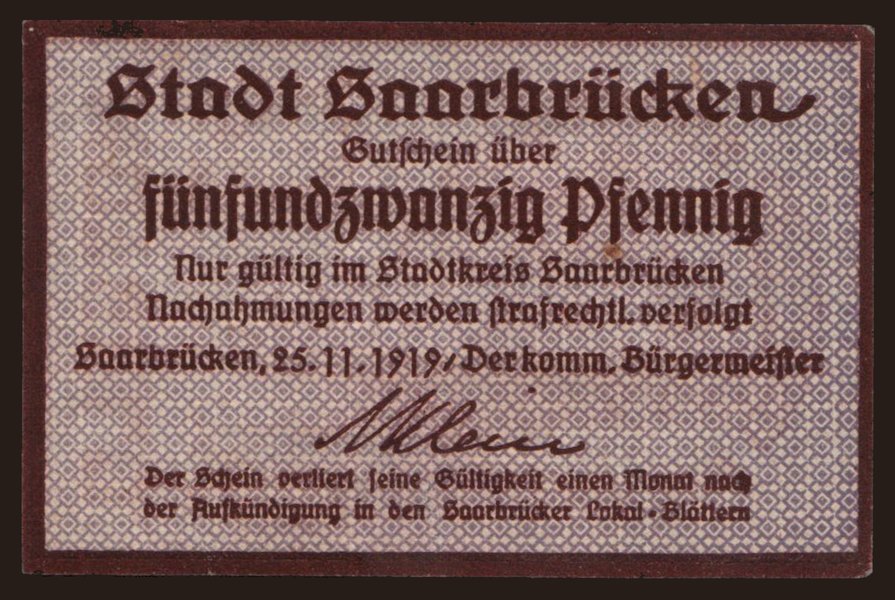 Stadt Saarbrücken
Gutschein über
fünfundzwanzig Pfennig
Nur gültig im Stadtkreis Saarbrücken
Nachahmungen werden strafrechtl. verfolgt
Saarbrücken, 25.11.1919 / Der komm. Bürgermeister
Klein
Der Schein verliert seine Gültigkeit einen Monat nach
der Aufkündigung in den Saarbrücker Lokal-Blättern